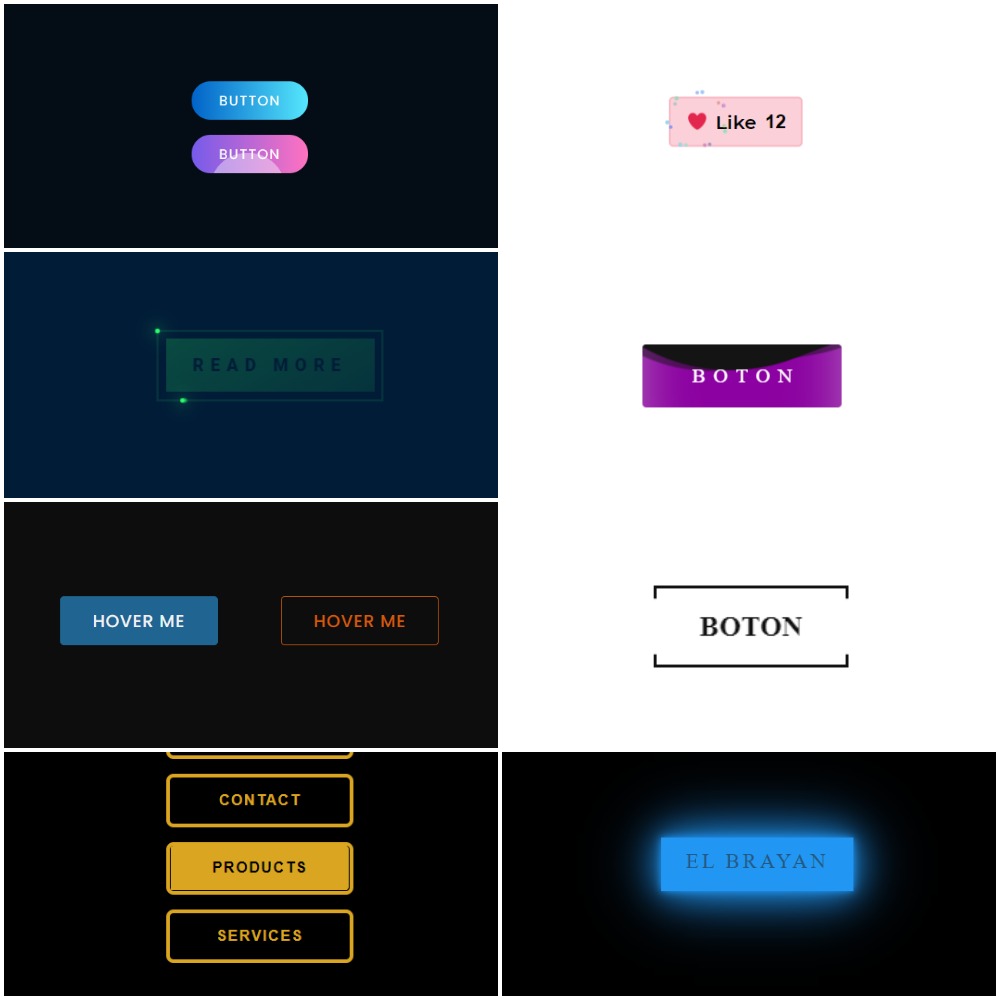 BUTTON
BUTTON
Like 12
READ MORE
BOTON
HOVER ME
HOVER ME
BOTON
CONTACT
PRODUCTS
SERVICES
EL BRAYAN